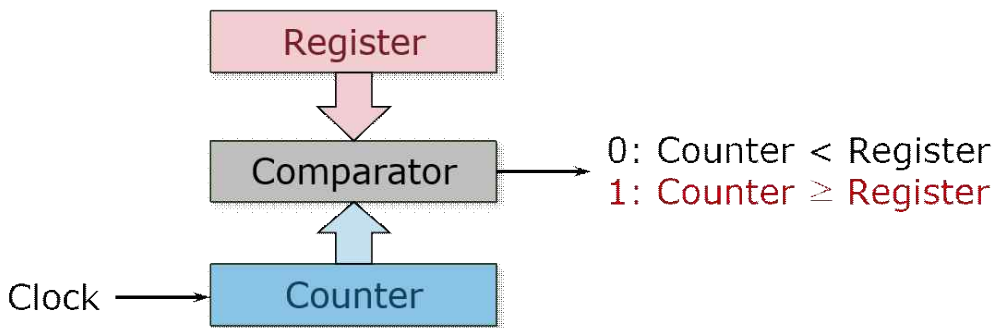 Register
Comparator
0: Counter < Register
1: Counter ≥ Register
Clock
Counter